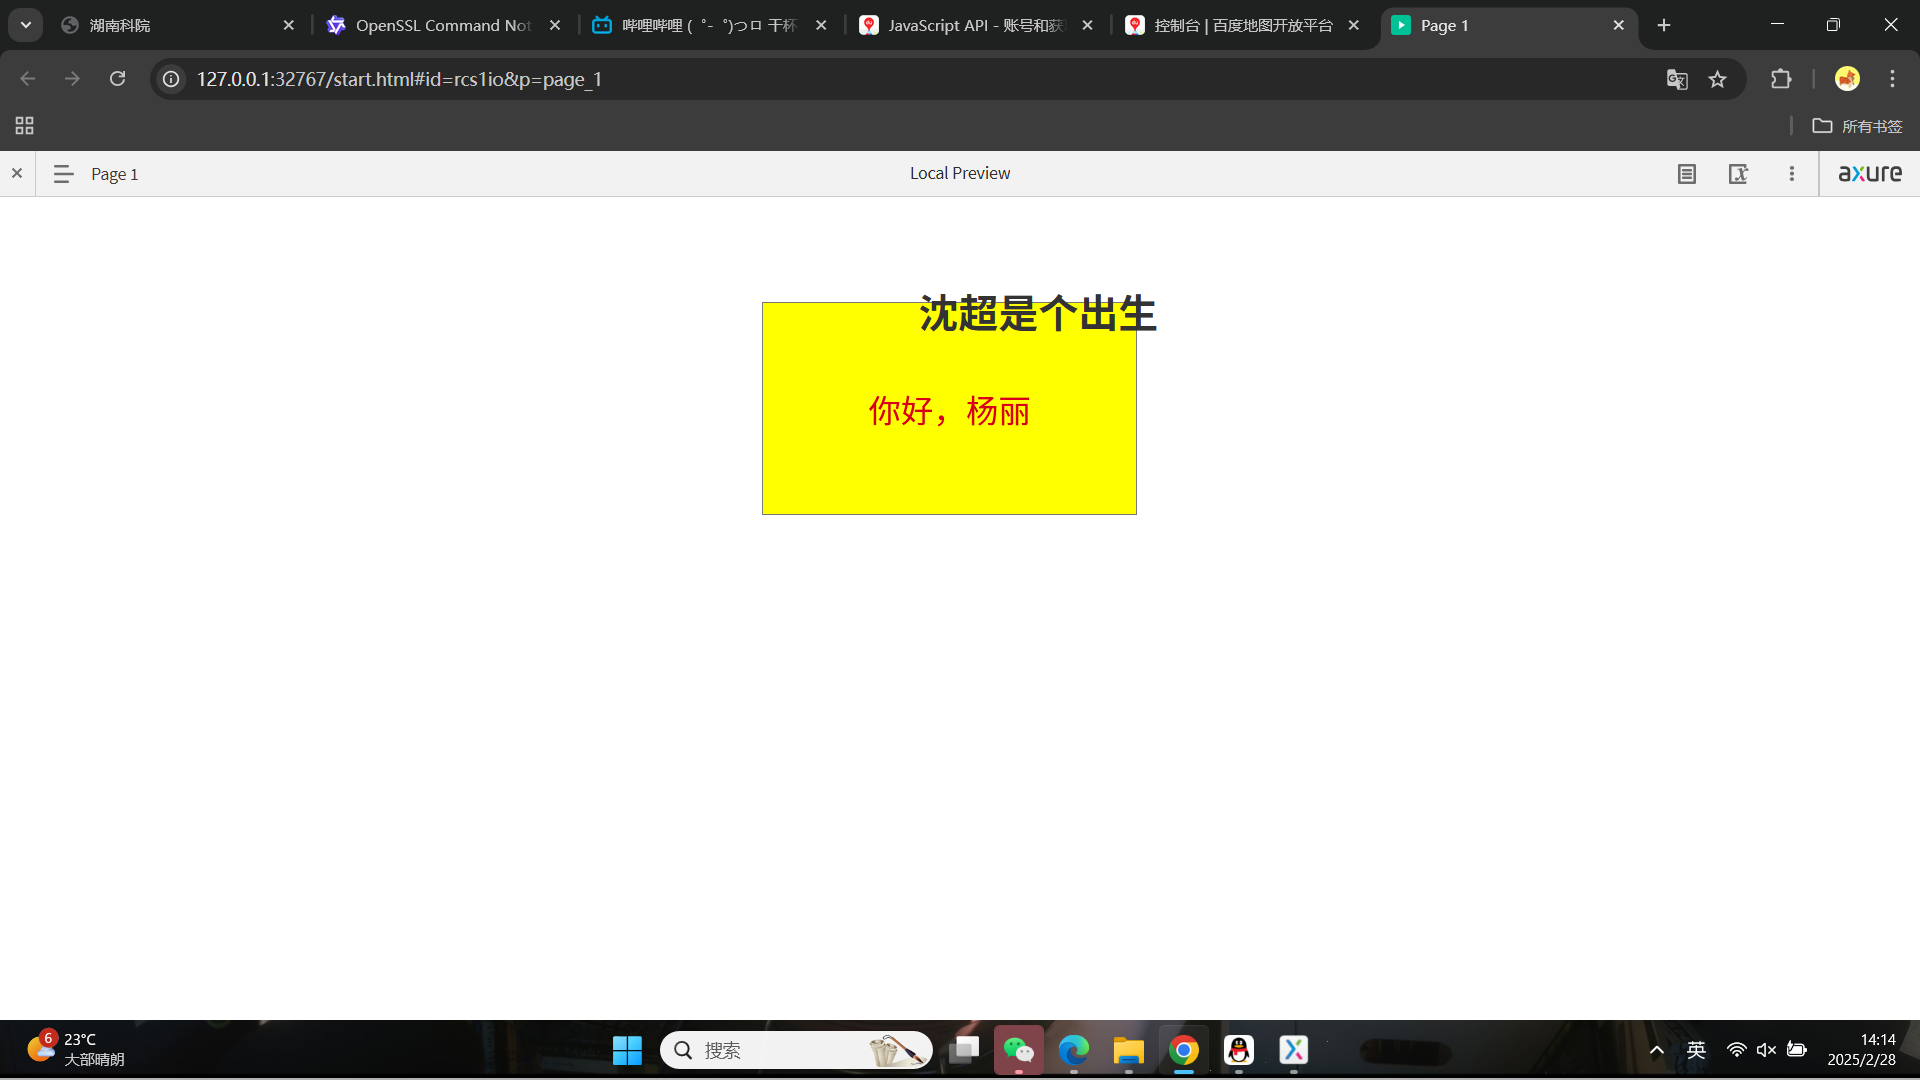 湖南科院
OpenSSL Command Not
哔哩哔哩 (゜-゜)つロ 干杯
JavaScript API - 账号和获
控制台 | 百度地图开放平台
Page 1
127.0.0.1:32767/start.html#id=rcs1io&p=page_1
所有书签
Page 1
Local Preview
axure
沈超是个出生
你好，杨丽
6
23°C
大部晴朗
搜索
英
14:14
2025/2/28